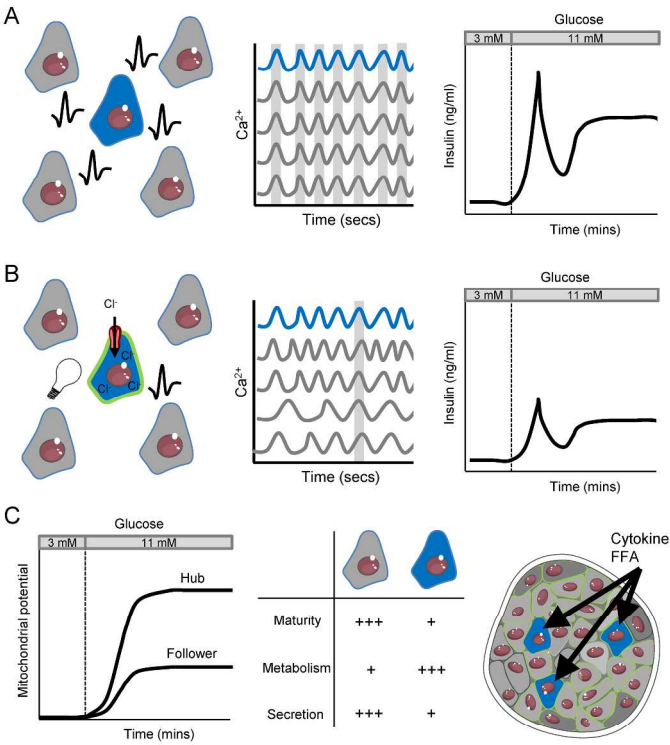 A
Glucose
3 mM
11 mM
Ca²⁺
Time (secs)
Insulin (ng/ml)
Time (mins)
B
Cl⁻
Cl⁻
Cl⁻
Cl⁻
Ca²⁺
Time (secs)
Glucose
3 mM
11 mM
Insulin (ng/ml)
Time (mins)
C
Glucose
3 mM
11 mM
Mitochondrial potential
Hub
Follower
Time (mins)
Maturity +++ +
Metabolism + +++
Secretion +++ +
Cytokine
FFA